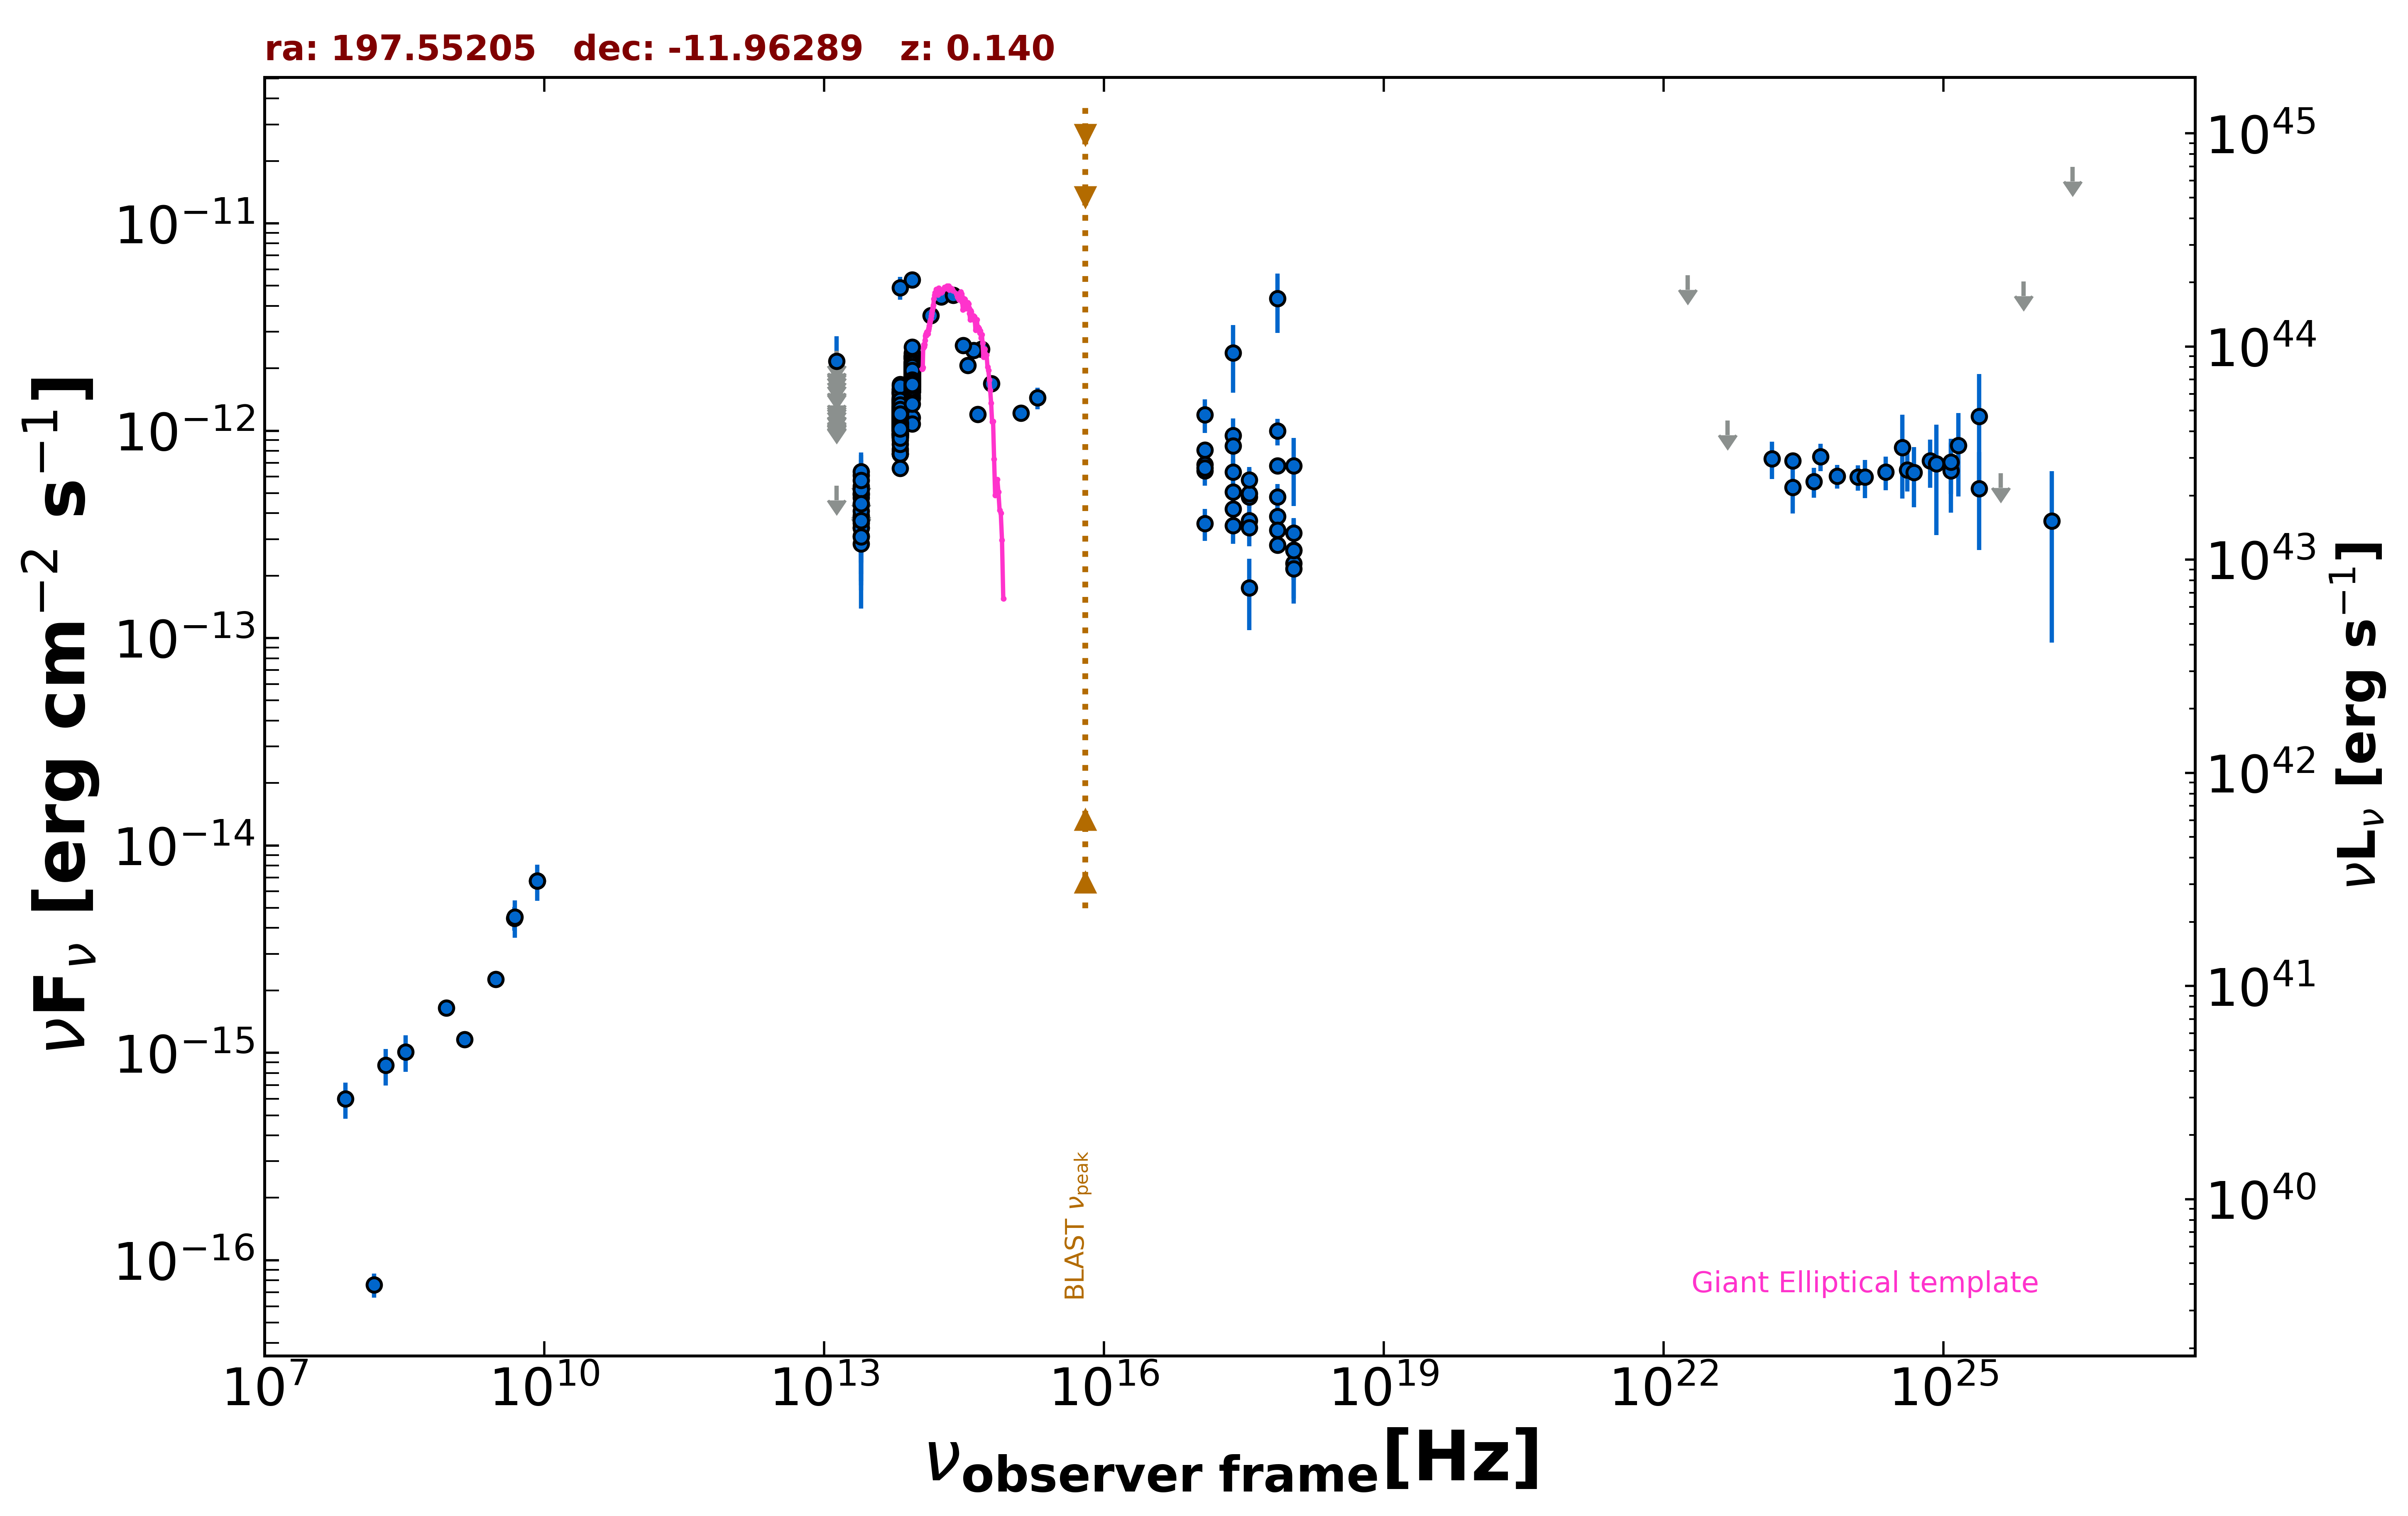 ra: 197.55205   dec: -11.96289   z: 0.140
νFν [erg cm−2 s−1]
10−11
10−12
10−13
10−14
10−15
10−16
10^45
10^44
10^43
10^42
10^41
10^40
νLν [erg s−1]
BLAST νpeak
Giant Elliptical template
10^7 10^10 10^13 10^16 10^19 10^22 10^25
νobserver frame[Hz]